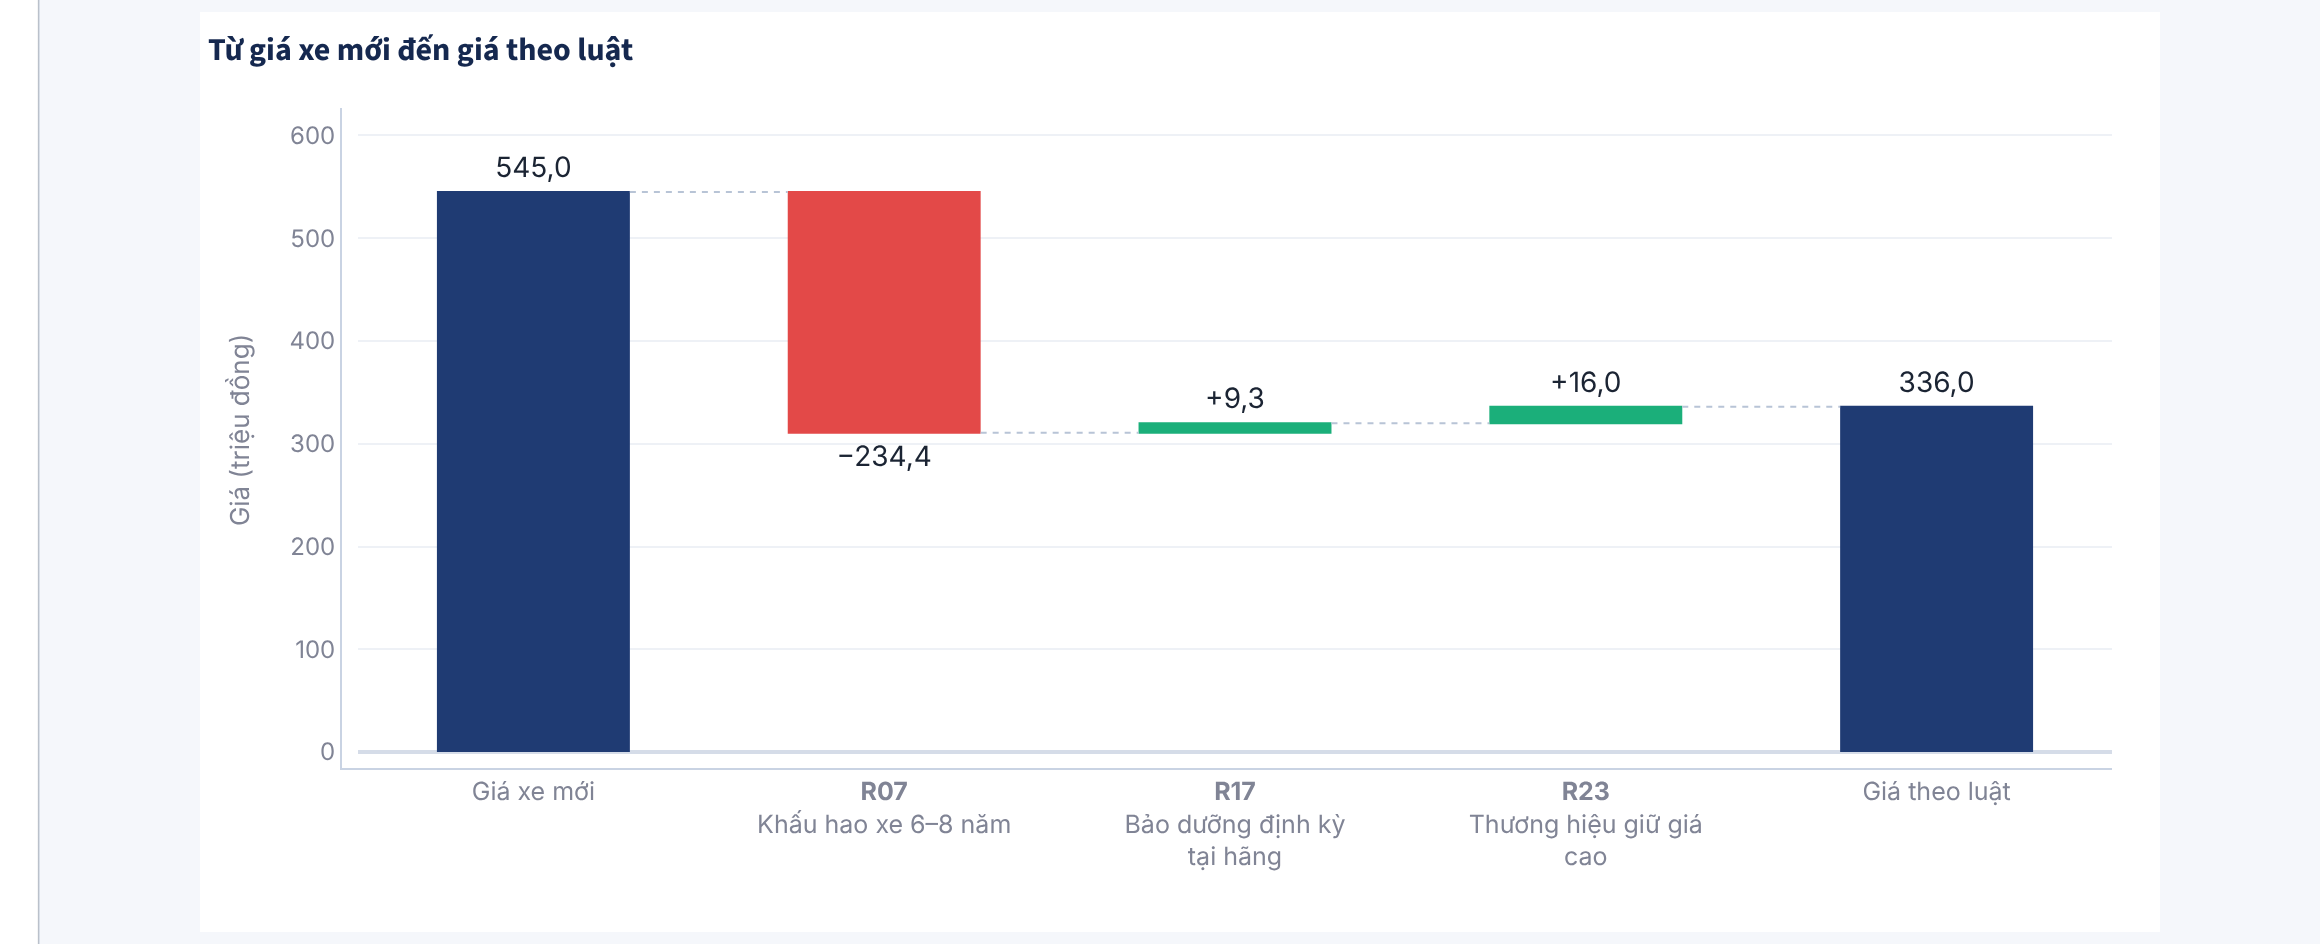 Từ giá xe mới đến giá theo luật
Giá (triệu đồng)
600
500
400
300
200
100
0
545,0
−234,4
+9,3
+16,0
336,0
Giá xe mới
R07
Khấu hao xe 6–8 năm
R17
Bảo dưỡng định kỳ
tại hãng
R23
Thương hiệu giữ giá
cao
Giá theo luật